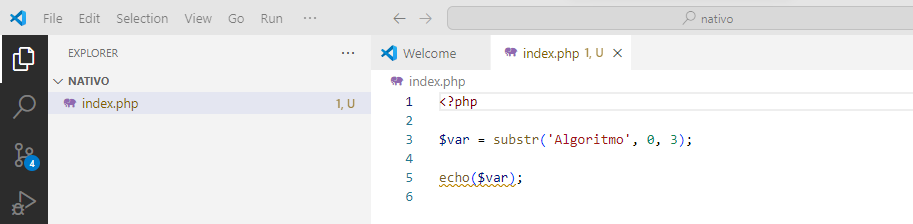 File Edit Selection View Go Run ··· ← → nativo
EXPLORER ···
NATIVO
index.php 1, U
4
Welcome index.php 1, U ×
index.php
1 <?php
2
3 $var = substr('Algoritmo', 0, 3);
4
5 echo($var);
6